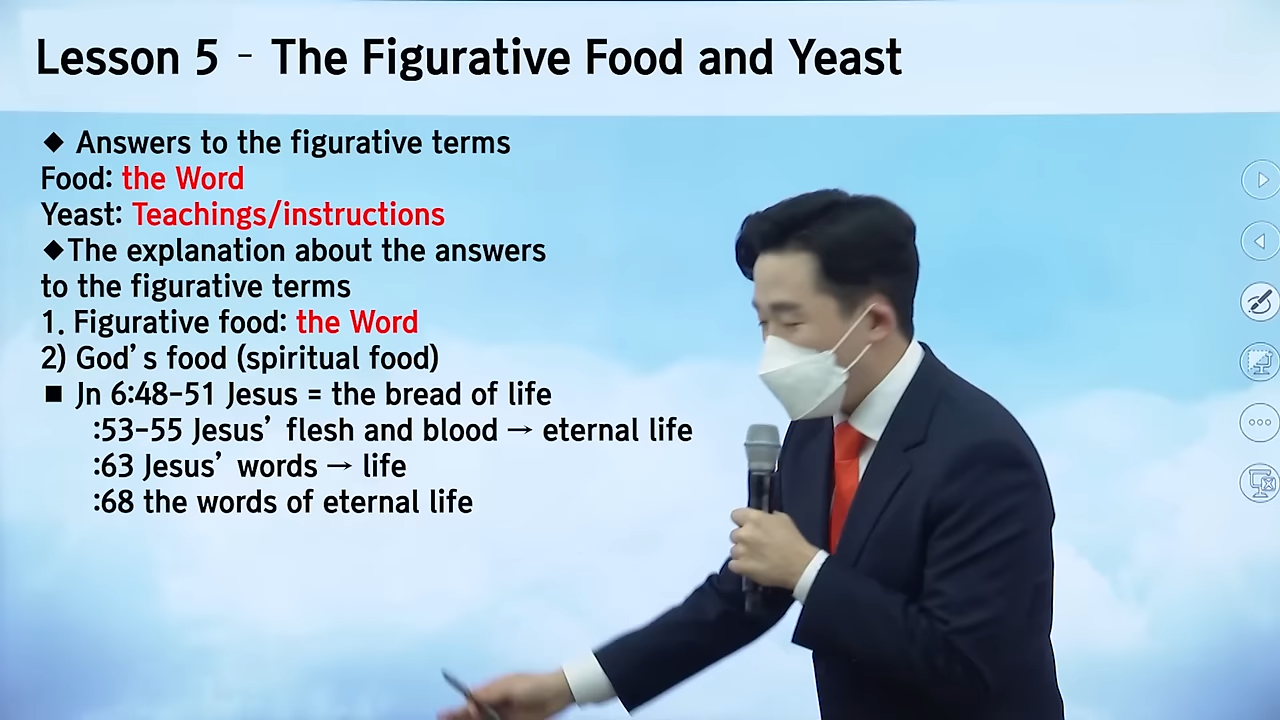 Lesson 5 - The Figurative Food and Yeast
◆ Answers to the figurative terms
Food: the Word
Yeast: Teachings/instructions
◆The explanation about the answers
to the figurative terms
1. Figurative food: the Word
2) God's food (spiritual food)
■ Jn 6:48-51 Jesus = the bread of life
:53-55 Jesus' flesh and blood → eternal life
:63 Jesus' words → life
:68 the words of eternal life